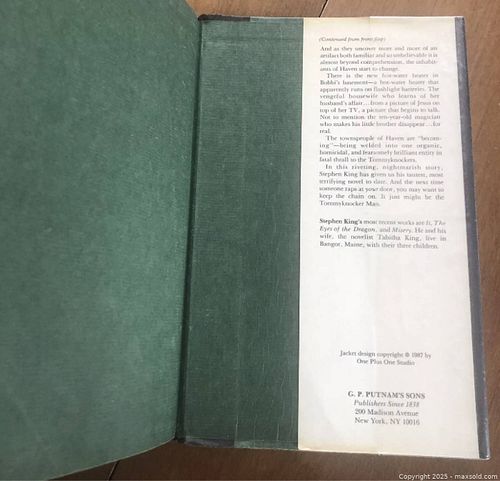 (Continued from front flap)
And as they uncover more and more of an
artifact both familiar and so unbelievable it is
almost beyond comprehension, the inhabit-
ants of Haven start to change.
There is the new hot-water heater in
Bobbi's basement—a hot-water heater that
apparently runs on flashlight batteries. The
vengeful housewife who learns of her
husband's affair...from a picture of Jesus on
top of her TV, a picture that begins to talk.
Not to mention the ten-year-old magician
who makes his little brother disappear...for
real.
The townspeople of Haven are "becom-
ing"—being welded into one organic,
homicidal, and fearsomely brilliant entity in
fatal thrall to the Tommyknockers.
In this riveting, nightmarish story,
Stephen King has given us his tautest, most
terrifying novel to date. And the next time
someone raps at your door, you may want to
keep the chain on. It just might be the
Tommyknocker Man.
Stephen King's most recent works are It, The
Eyes of the Dragon, and Misery. He and his
wife, the novelist Tabitha King, live in
Bangor, Maine, with their three children.
Jacket design copyright © 1987 by
One Plus One Studio
G. P. PUTNAM'S SONS
Publishers Since 1838
200 Madison Avenue
New York, NY 10016
Copyright 2025 - maxsold.com